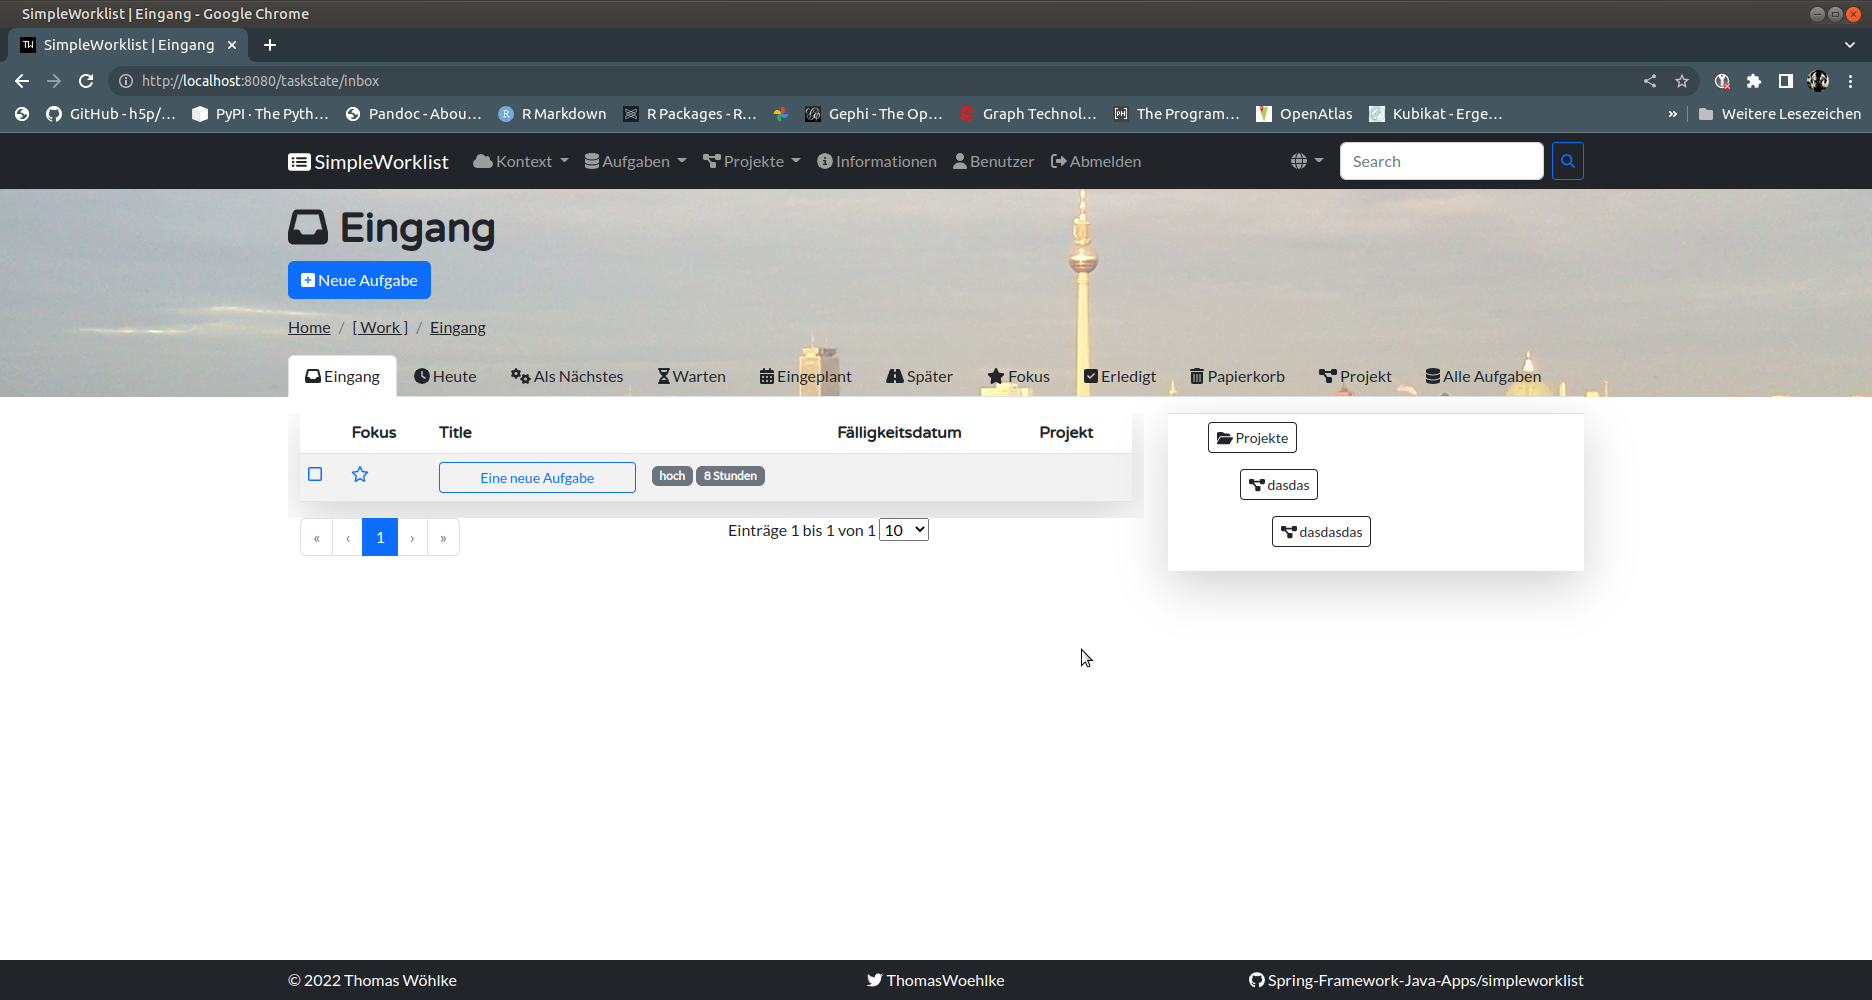 SimpleWorklist | Eingang - Google Chrome
SimpleWorklist | Eingang
http://localhost:8080/taskstate/inbox
GitHub - h5p/… PyPI · The Pyth… Pandoc - Abou… R Markdown R Packages - R… Gephi - The Op… Graph Technol… The Program… OpenAtlas Kubikat - Erge… » Weitere Lesezeichen
SimpleWorklist Kontext Aufgaben Projekte Informationen Benutzer Abmelden Search
Eingang
Neue Aufgabe
Home / [ Work ] / Eingang
Eingang Heute Als Nächstes Warten Eingeplant Später Fokus Erledigt Papierkorb Projekt Alle Aufgaben
Fokus Title Fälligkeitsdatum Projekt
Eine neue Aufgabe hoch 8 Stunden
« ‹ 1 › »
Einträge 1 bis 1 von 1 10
Projekte
dasdas
dasdasdas
© 2022 Thomas Wöhlke ThomasWoehlke Spring-Framework-Java-Apps/simpleworklist